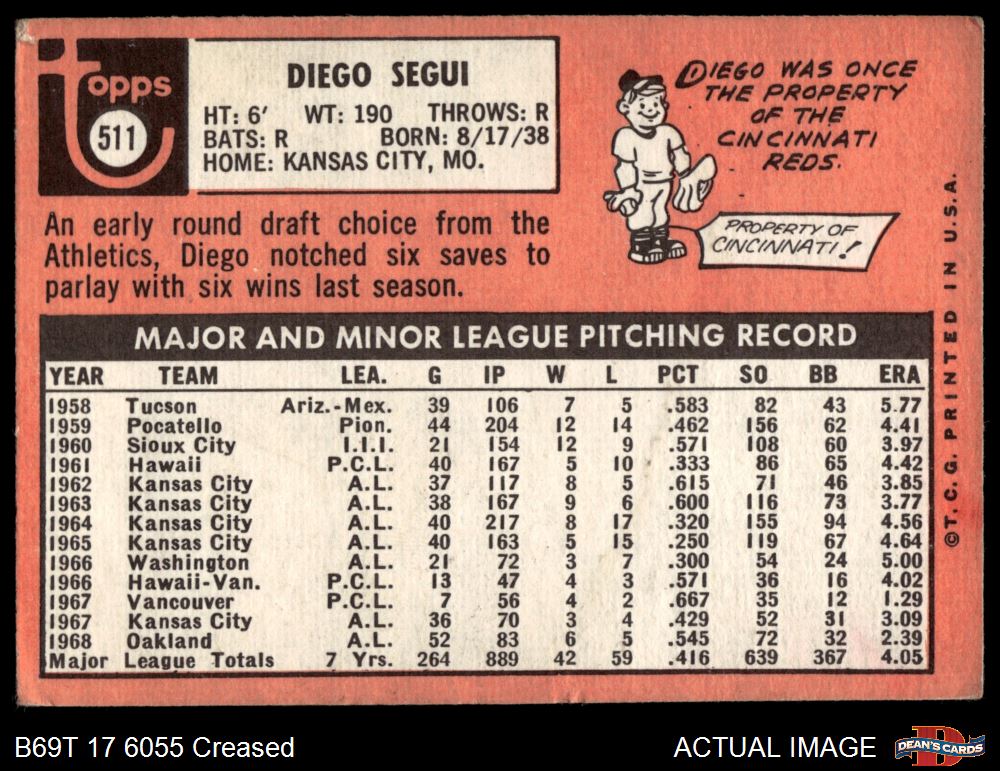 topps
511
DIEGO SEGUI
HT: 6' WT: 190 THROWS: R
BATS: R BORN: 8/17/38
HOME: KANSAS CITY, MO.
DIEGO WAS ONCE
THE PROPERTY
OF THE
CINCINNATI
REDS.
PROPERTY OF
CINCINNATI!
An early round draft choice from the
Athletics, Diego notched six saves to
parlay with six wins last season.
MAJOR AND MINOR LEAGUE PITCHING RECORD
YEAR TEAM LEA. G IP W L PCT SO BB ERA
1958 Tucson Ariz.-Mex. 39 106 7 5 .583 82 43 5.77
1959 Pocatello Pion. 44 204 12 14 .462 156 62 4.41
1960 Sioux City I.I.I. 21 154 12 9 .571 108 60 3.97
1961 Hawaii P.C.L. 40 167 5 10 .333 86 65 4.42
1962 Kansas City A.L. 37 117 8 5 .615 71 46 3.85
1963 Kansas City A.L. 38 167 9 6 .600 116 73 3.77
1964 Kansas City A.L. 40 217 8 17 .320 155 94 4.56
1965 Kansas City A.L. 40 163 5 15 .250 119 67 4.64
1966 Washington A.L. 21 72 3 7 .300 54 24 5.00
1966 Hawaii-Van. P.C.L. 13 47 4 3 .571 36 16 4.02
1967 Vancouver P.C.L. 7 56 4 2 .667 35 12 1.29
1967 Kansas City A.L. 36 70 3 4 .429 52 31 3.09
1968 Oakland A.L. 52 83 6 5 .545 72 32 2.39
Major League Totals 7 Yrs. 264 889 42 59 .416 639 367 4.05
©T.C.G. PRINTED IN U.S.A.
B69T 17 6055 Creased
ACTUAL IMAGE
D
DEAN'S CARDS